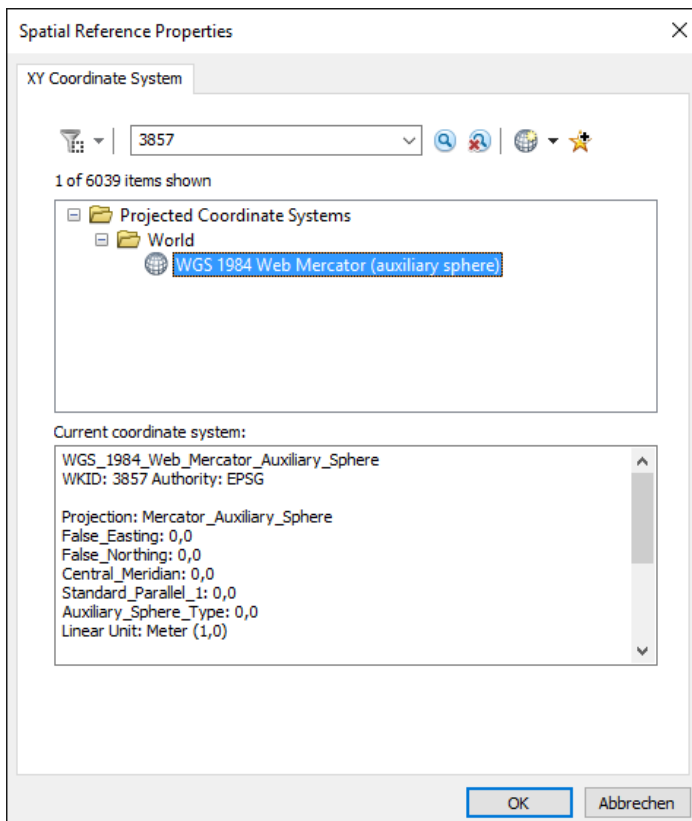 Spatial Reference Properties
XY Coordinate System
3857
1 of 6039 items shown
Projected Coordinate Systems
World
WGS 1984 Web Mercator (auxiliary sphere)
Current coordinate system:
WGS_1984_Web_Mercator_Auxiliary_Sphere
WKID: 3857 Authority: EPSG
Projection: Mercator_Auxiliary_Sphere
False_Easting: 0,0
False_Northing: 0,0
Central_Meridian: 0,0
Standard_Parallel_1: 0,0
Auxiliary_Sphere_Type: 0,0
Linear Unit: Meter (1,0)
OK Abbrechen